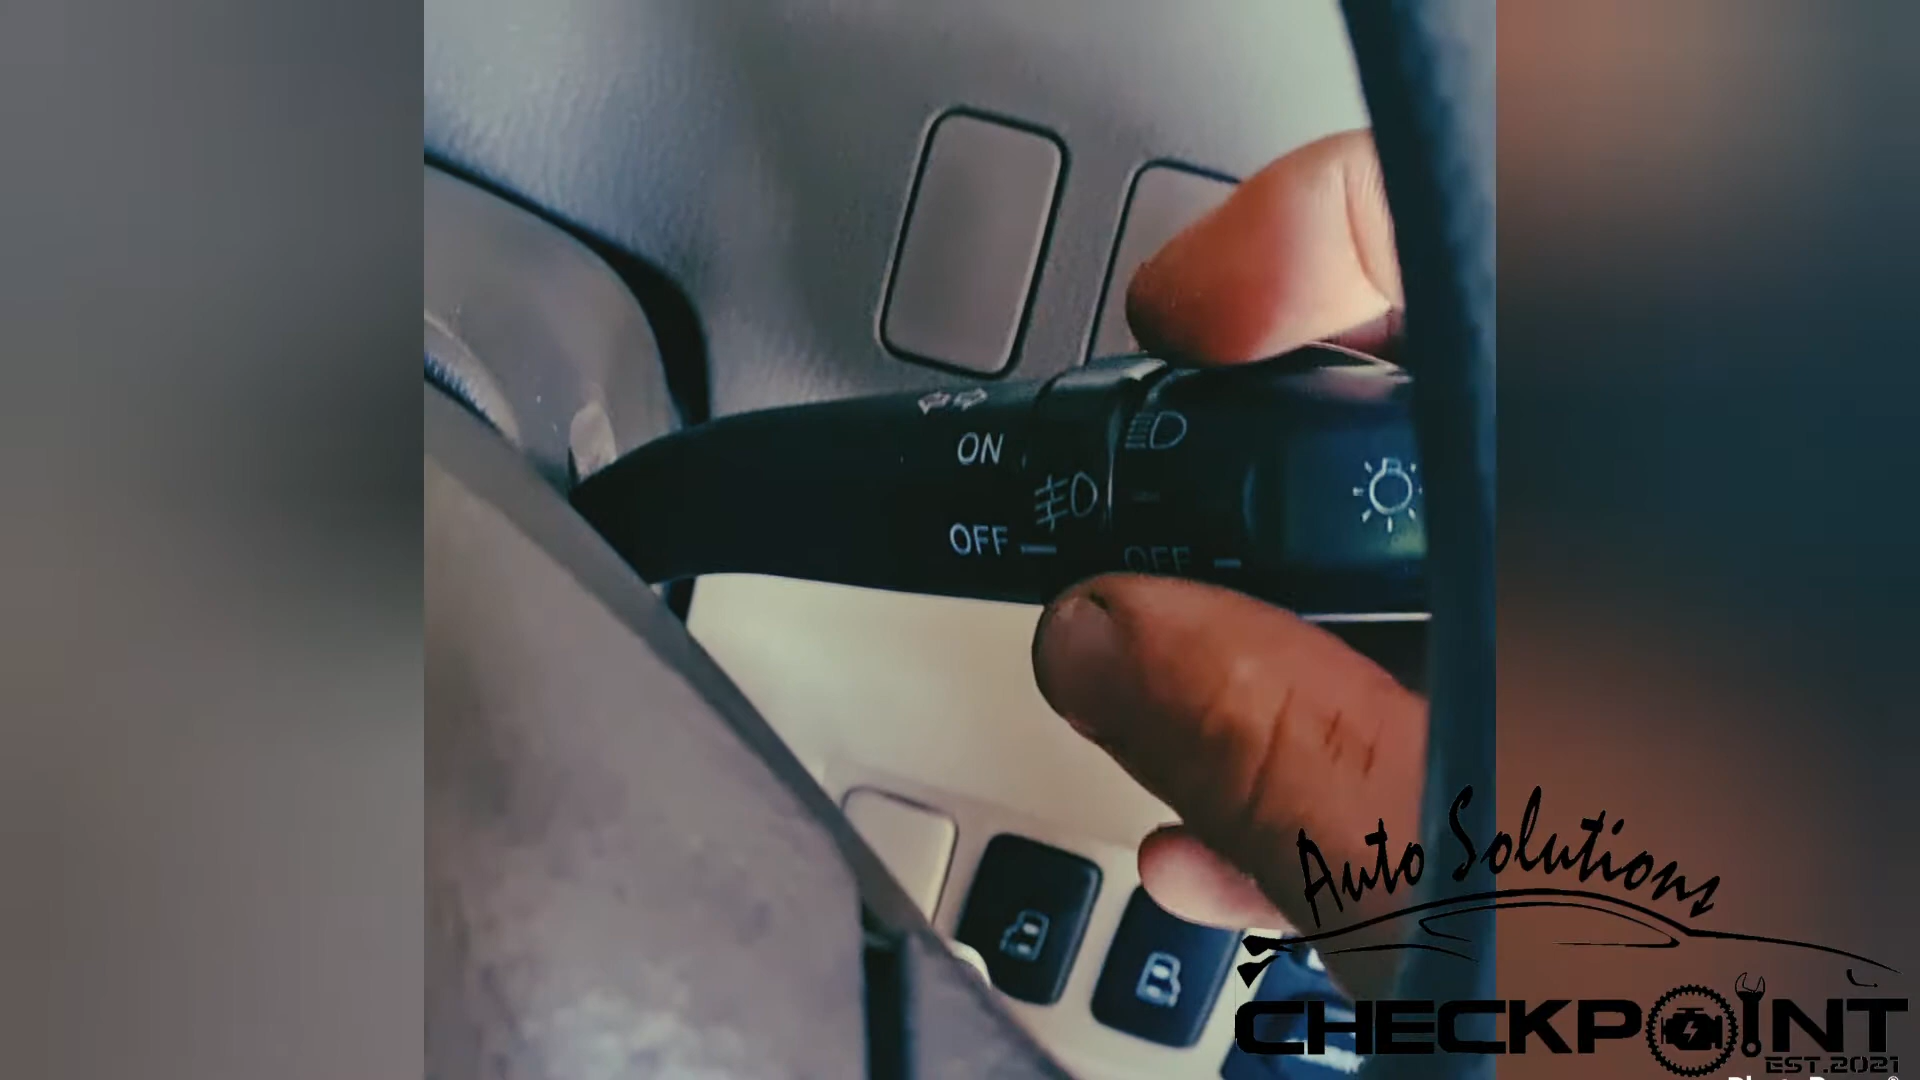 ON
OFF
OFF
Auto Solutions
CHECKPOINT
EST.2021